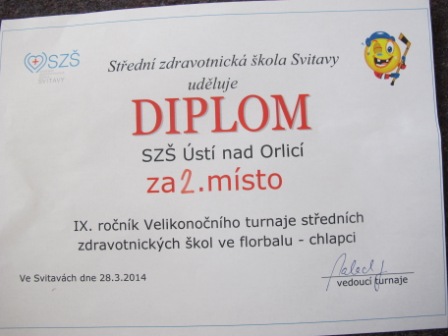 SZŠ
SVITAVY
Střední zdravotnická škola Svitavy
uděluje
DIPLOM
SZŠ Ústí nad Orlicí
za 2. místo
IX. ročník Velikonočního turnaje středních
zdravotnických škol ve florbalu - chlapci
Ve Svitavách dne 28.3.2014
vedoucí turnaje